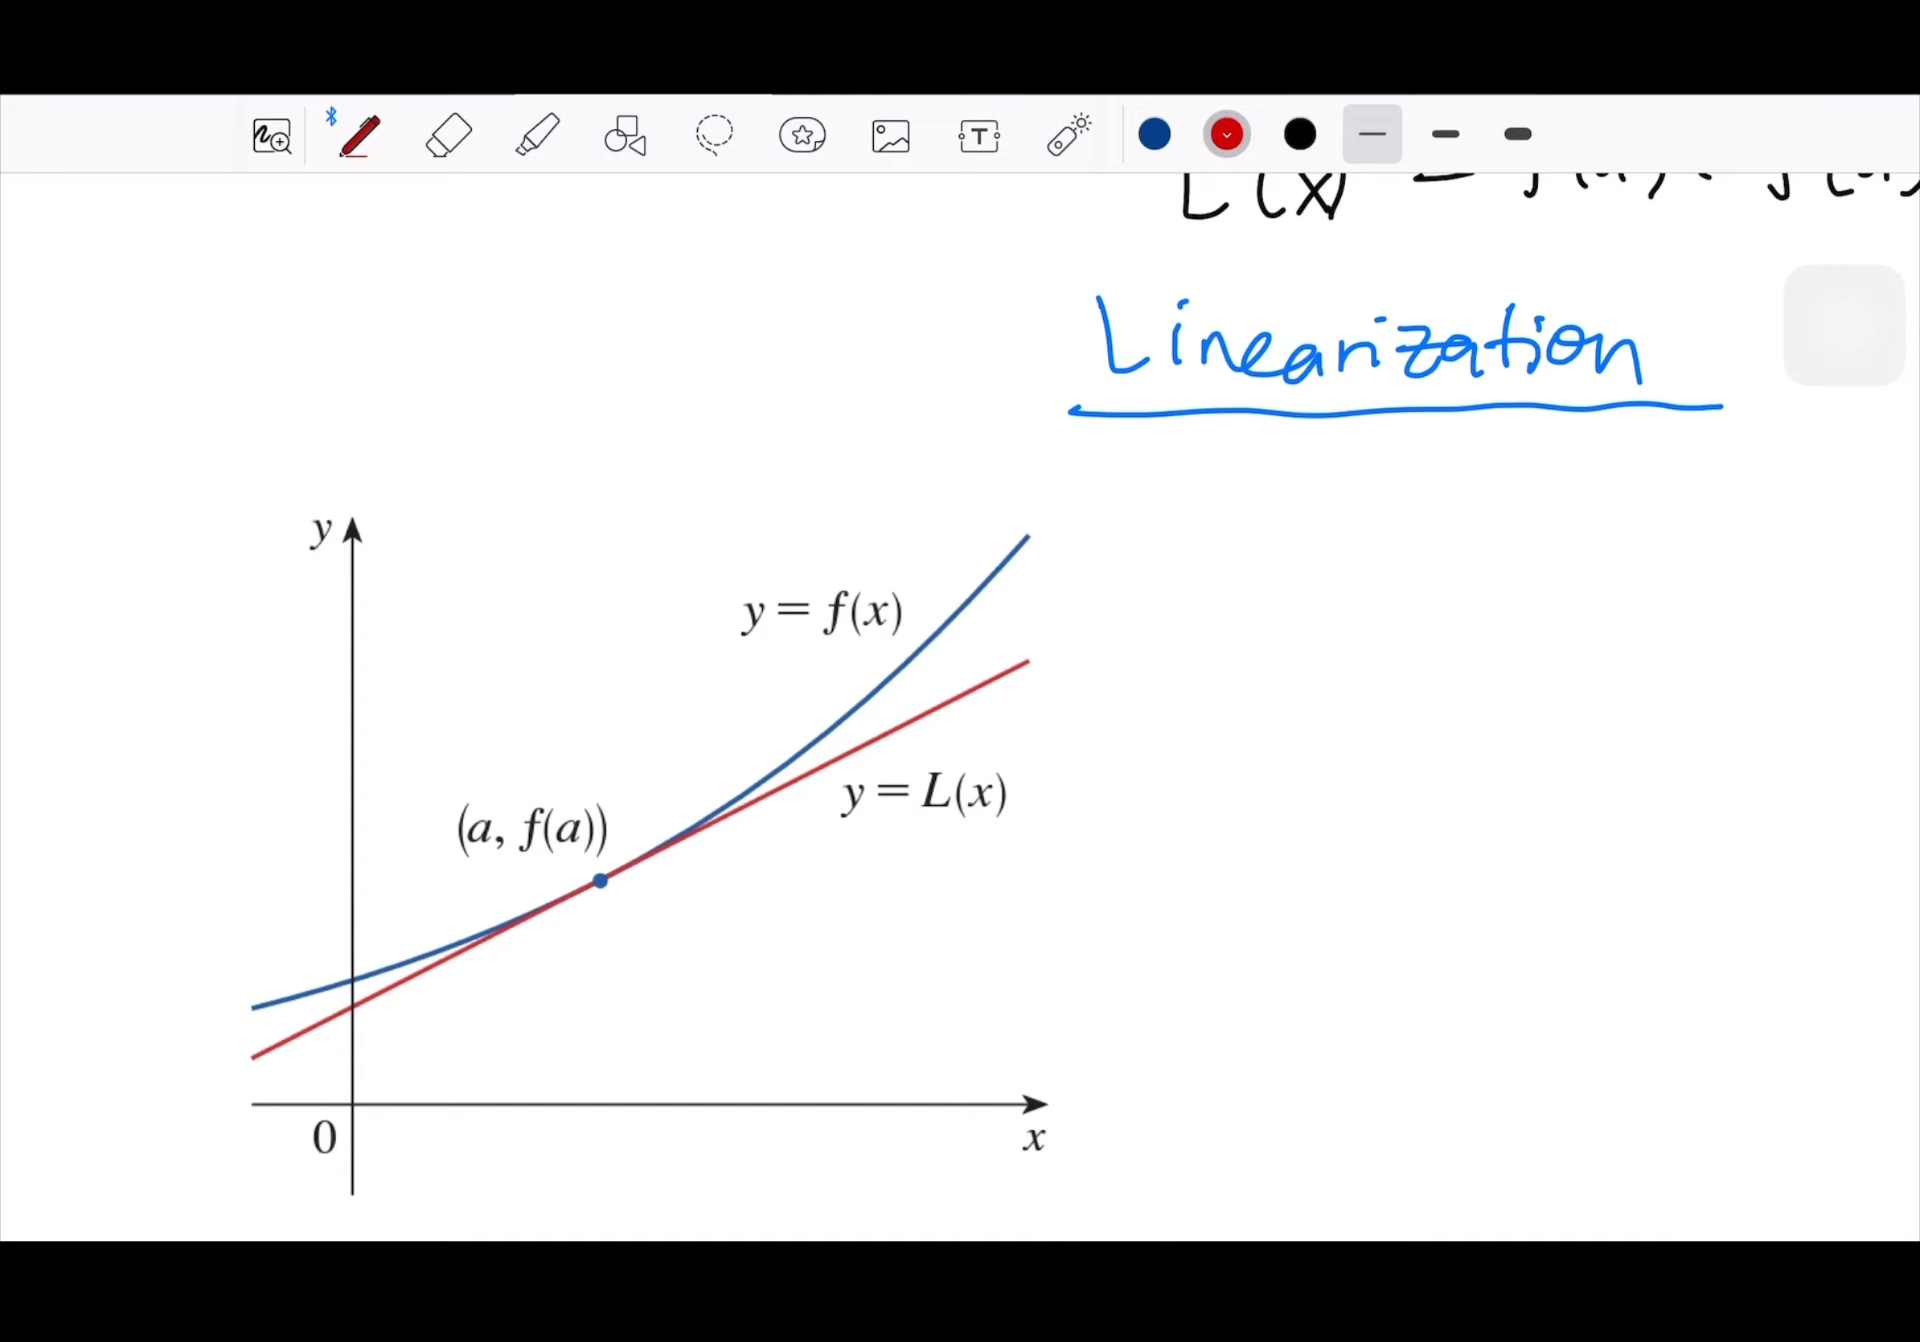 L(x) = f(a)
Linearization
y
y = f(x)
y = L(x)
(a, f(a))
0
x